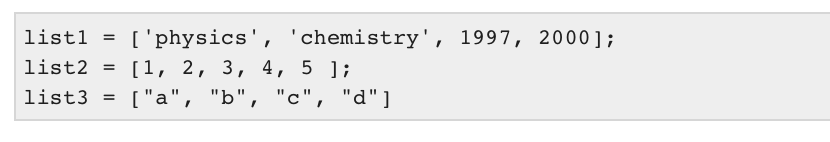 list1 = ['physics', 'chemistry', 1997, 2000];
list2 = [1, 2, 3, 4, 5 ];
list3 = ["a", "b", "c", "d"]